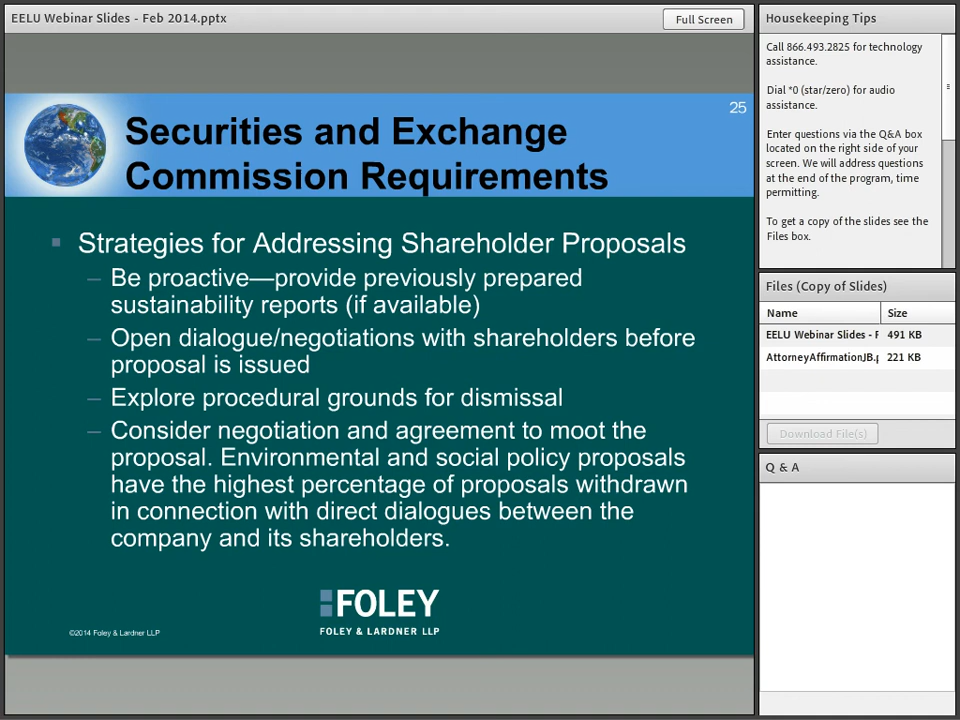 EELU Webinar Slides - Feb 2014.pptx
Full Screen
25
Securities and Exchange
Commission Requirements
Strategies for Addressing Shareholder Proposals
– Be proactive—provide previously prepared
sustainability reports (if available)
– Open dialogue/negotiations with shareholders before
proposal is issued
– Explore procedural grounds for dismissal
– Consider negotiation and agreement to moot the
proposal. Environmental and social policy proposals
have the highest percentage of proposals withdrawn
in connection with direct dialogues between the
company and its shareholders.
FOLEY
FOLEY & LARDNER LLP
©2014 Foley & Lardner LLP
Housekeeping Tips
Call 866.493.2825 for technology
assistance.
Dial *0 (star/zero) for audio
assistance.
Enter questions via the Q&A box
located on the right side of your
screen. We will address questions
at the end of the program, time
permitting.
To get a copy of the slides see the
Files box.
Files (Copy of Slides)
Name Size
EELU Webinar Slides - F 491 KB
AttorneyAffirmationJB.p 221 KB
Download File(s)
Q & A